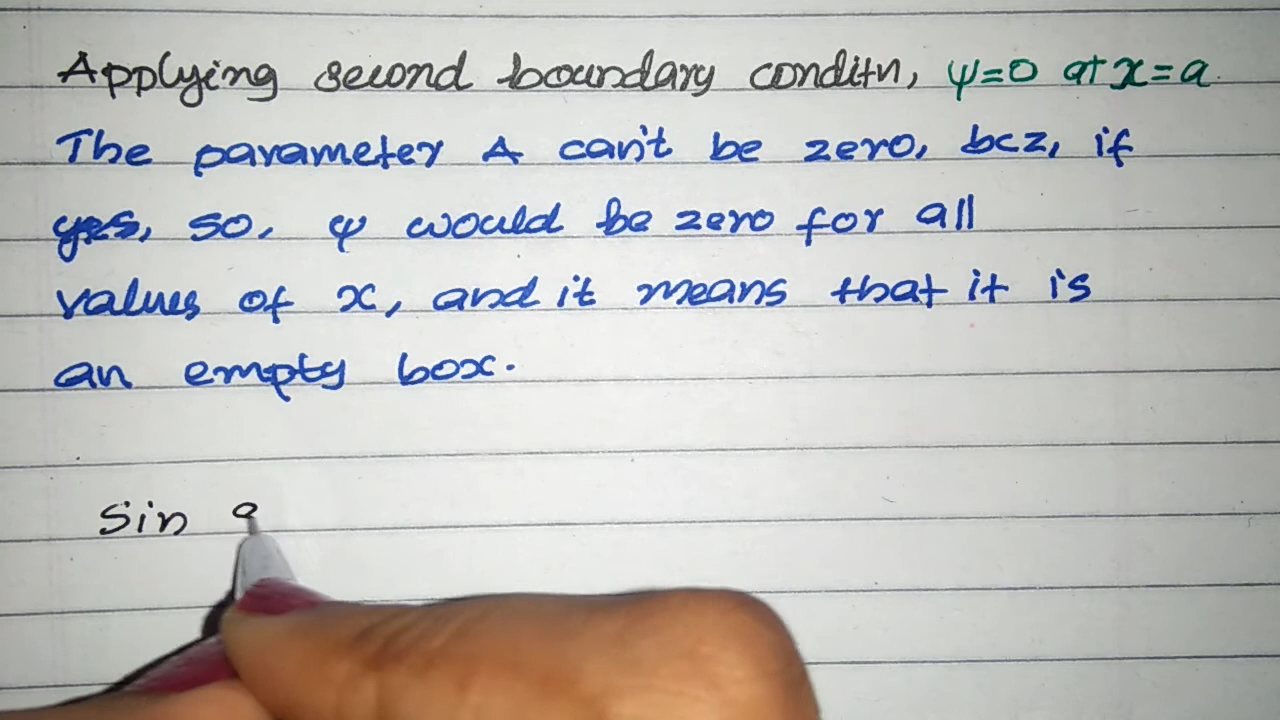 Applying second boundary conditn, ψ=0 at x=a.
The parameter A can't be zero, bcz, if
yes, so, ψ would be zero for all
values of x, and it means that it is
an empty box.
Sin